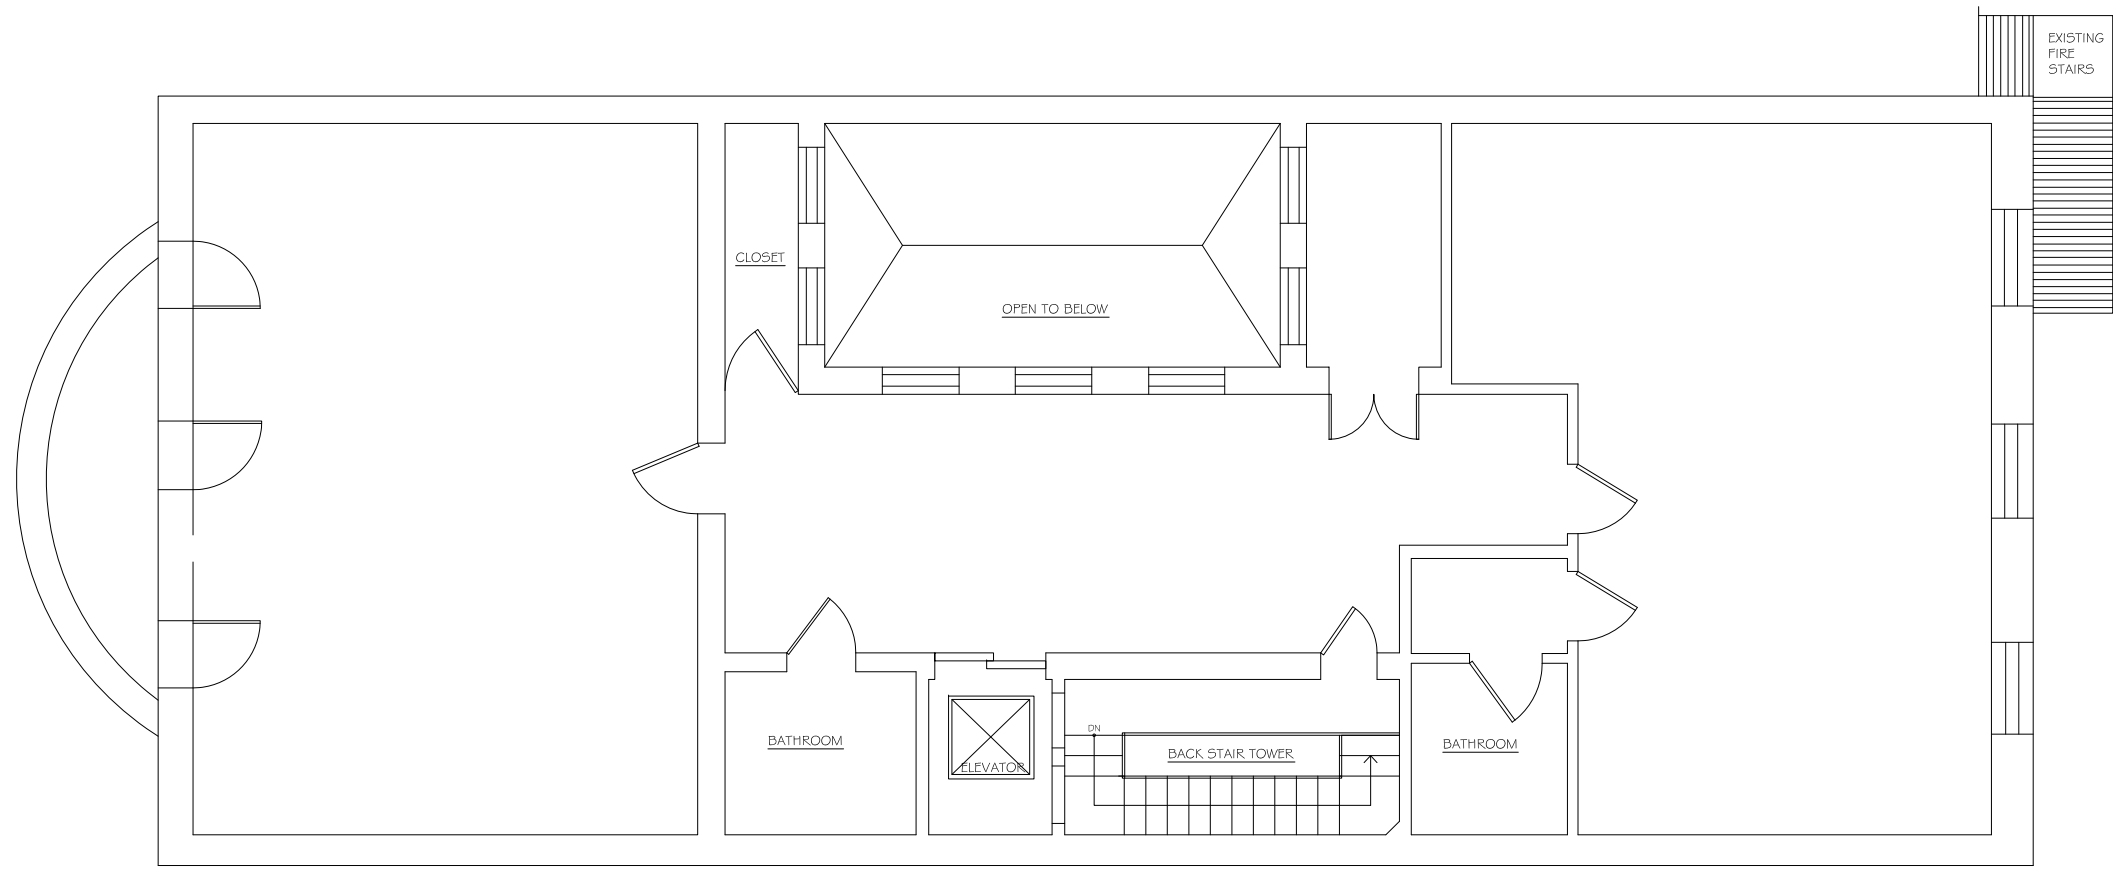 EXISTING
FIRE
STAIRS
CLOSET
OPEN TO BELOW
DN
BATHROOM
ELEVATOR
BACK STAIR TOWER
BATHROOM